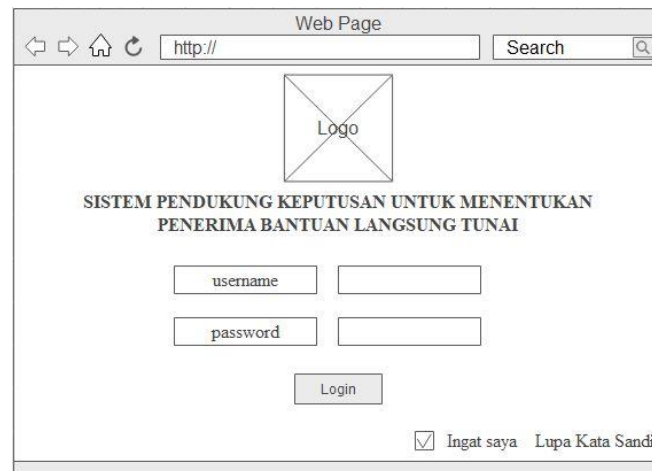 Web Page
http:// Search
Logo
SISTEM PENDUKUNG KEPUTUSAN UNTUK MENENTUKAN
PENERIMA BANTUAN LANGSUNG TUNAI
username
password
Login
Ingat saya Lupa Kata Sandi